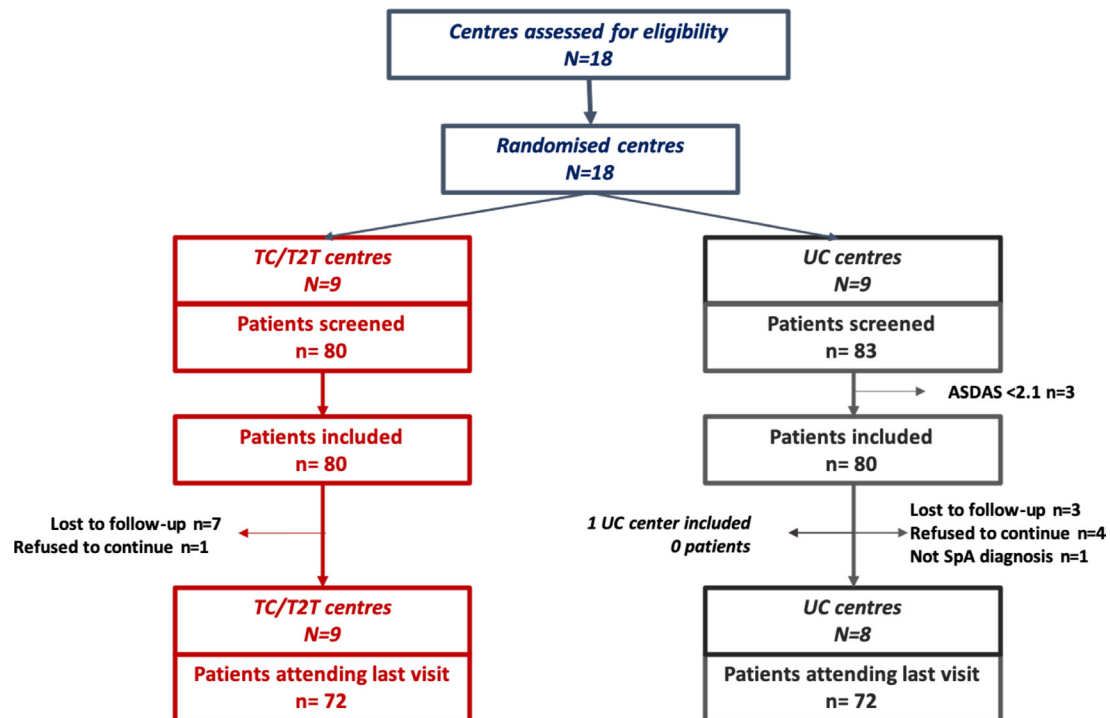 Centres assessed for eligibility
N=18
Randomised centres
N=18
TC/T2T centres
N=9
Patients screened
n= 80
Patients included
n= 80
Lost to follow-up n=7
Refused to continue n=1
TC/T2T centres
N=9
Patients attending last visit
n= 72
UC centres
N=9
Patients screened
n= 83
ASDAS <2.1 n=3
Patients included
n= 80
1 UC center included
0 patients
Lost to follow-up n=3
Refused to continue n=4
Not SpA diagnosis n=1
UC centres
N=8
Patients attending last visit
n= 72